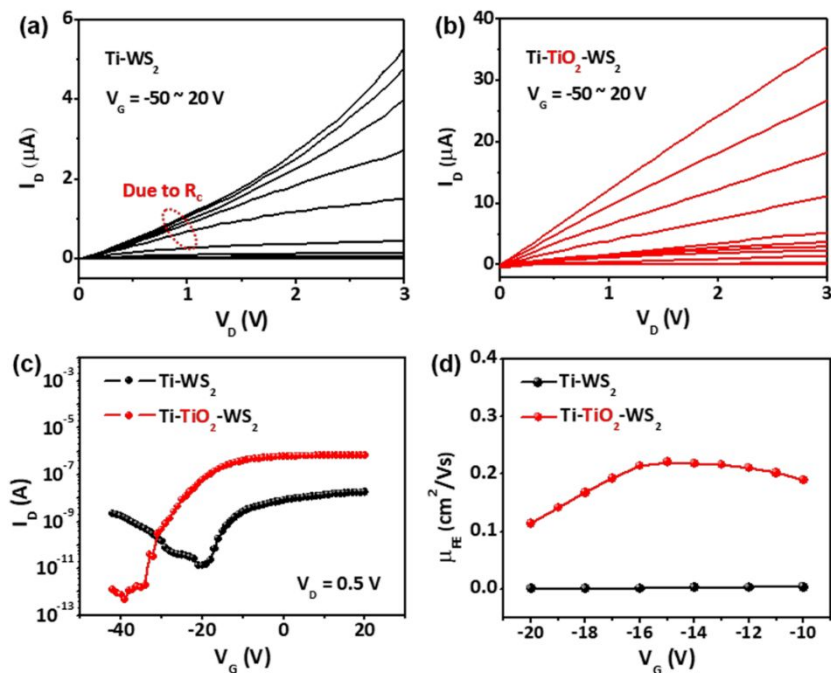 (a)
Ti-WS2
VG = -50 ~ 20 V
Due to Rc
ID (μA)
6
4
2
0
0 1 2 3
VD (V)
(b)
Ti-TiO2-WS2
VG = -50 ~ 20 V
ID (μA)
40
30
20
10
0
0 1 2 3
VD (V)
(c)
Ti-WS2
Ti-TiO2-WS2
ID (A)
10-3
10-5
10-7
10-9
10-11
10-13
VD = 0.5 V
-40 -20 0 20
VG (V)
(d)
Ti-WS2
Ti-TiO2-WS2
μFE (cm2/Vs)
0.4
0.3
0.2
0.1
0.0
-20 -18 -16 -14 -12 -10
VG (V)